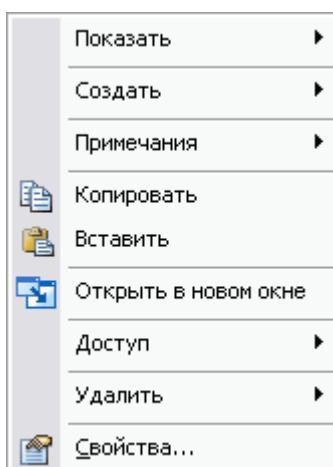 Показать
Создать
Примечания
Копировать
Вставить
Открыть в новом окне
Доступ
Удалить
Свойства...